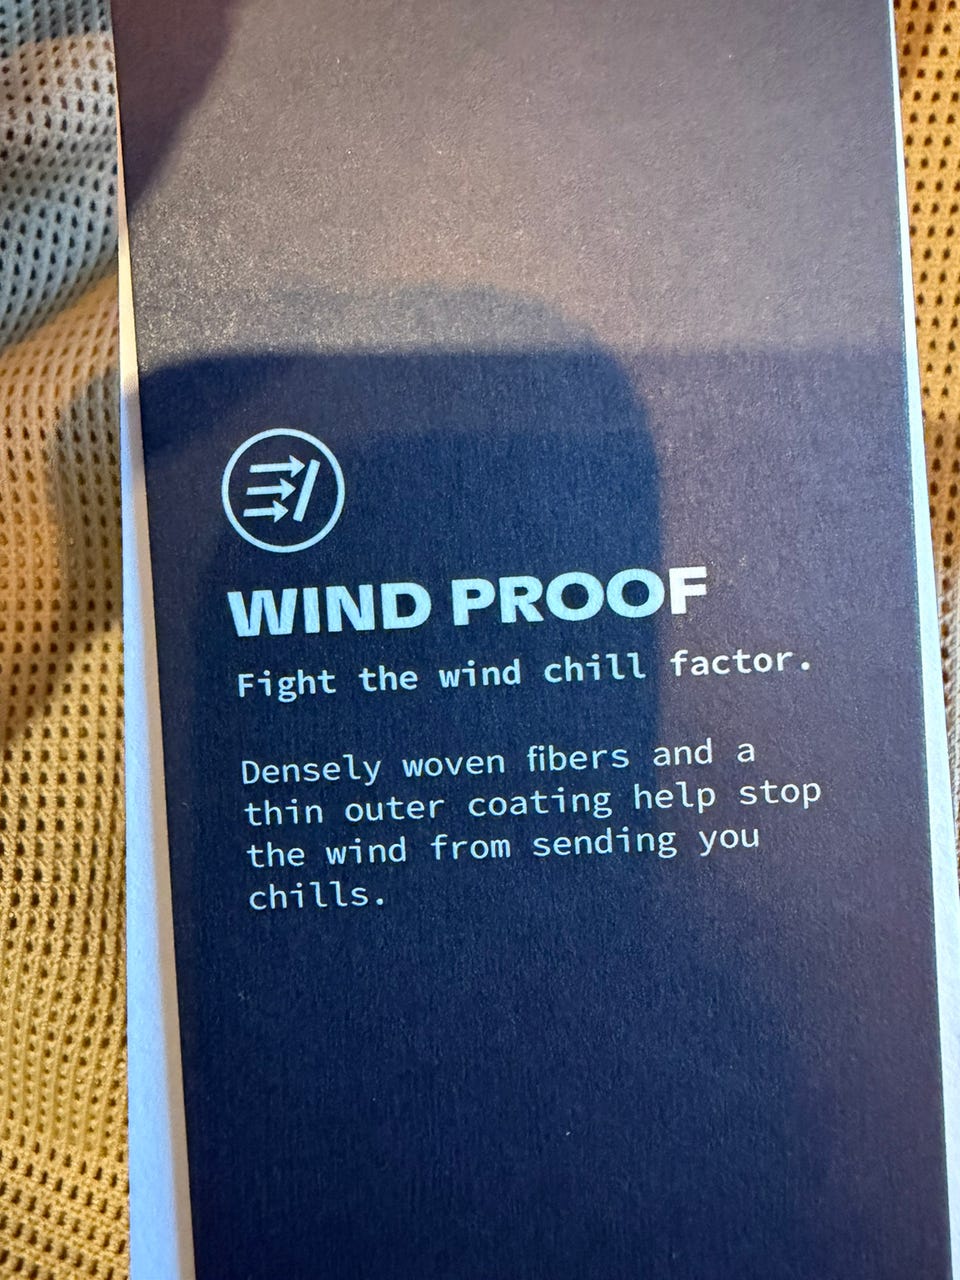 WIND PROOF
Fight the wind chill factor.
Densely woven fibers and a
thin outer coating help stop
the wind from sending you
chills.